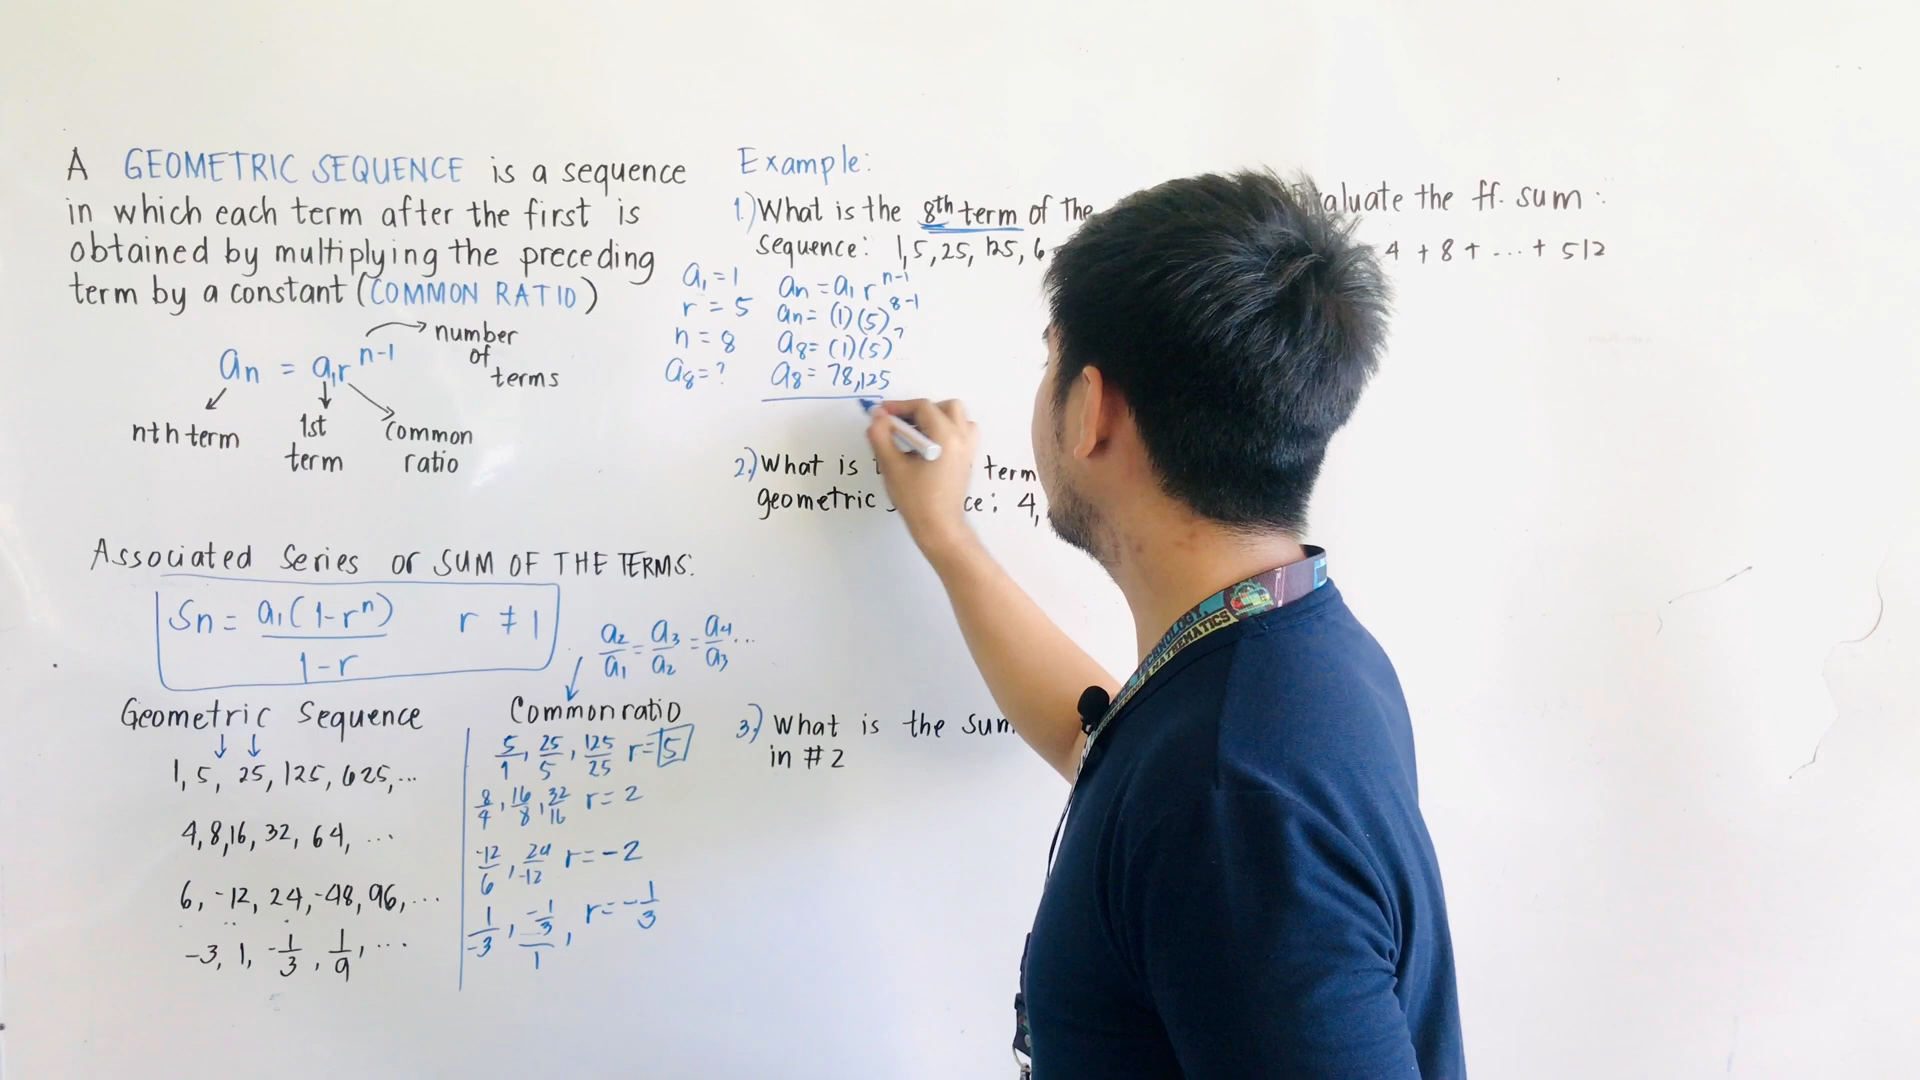 A GEOMETRIC SEQUENCE is a sequence
in which each term after the first is
obtained by multiplying the preceding
term by a constant (COMMON RATIO)
an = a₁r^(n-1) → number
of
terms
nth term
1st
term
common
ratio
Associated Series or SUM OF THE TERMS:
Sn = a₁(1-rⁿ)/(1-r) r ≠ 1
a₂/a₁ = a₃/a₂ = a₄/a₃ ...
Geometric Sequence
1, 5, 25, 125, 625, ...
4, 8, 16, 32, 64, ...
6, -12, 24, -48, 96, ...
-3, 1, -1/3, 1/9, ...
Common ratio
5/1, 25/5, 125/25 r=5
8/4, 16/8, 32/16 r=2
-12/6, 24/-12 r=-2
1/-3, -1/3/1, r=-1/3
Example:
1.) What is the 8th term of the
sequence: 1, 5, 25, 125, 6
a₁ = 1
r = 5
n = 8
a₈ = ?
an = a₁ r^(n-1)
an = (1)(5)^(8-1)
a₈ = (1)(5)^7
a₈ = 78,125
2.) What is term
geometric ce: 4,
3.) What is the sum
in # 2
valuate the ff. sum:
4 + 8 + ... + 512
TECHNOLOGY
& MATHEMATICS